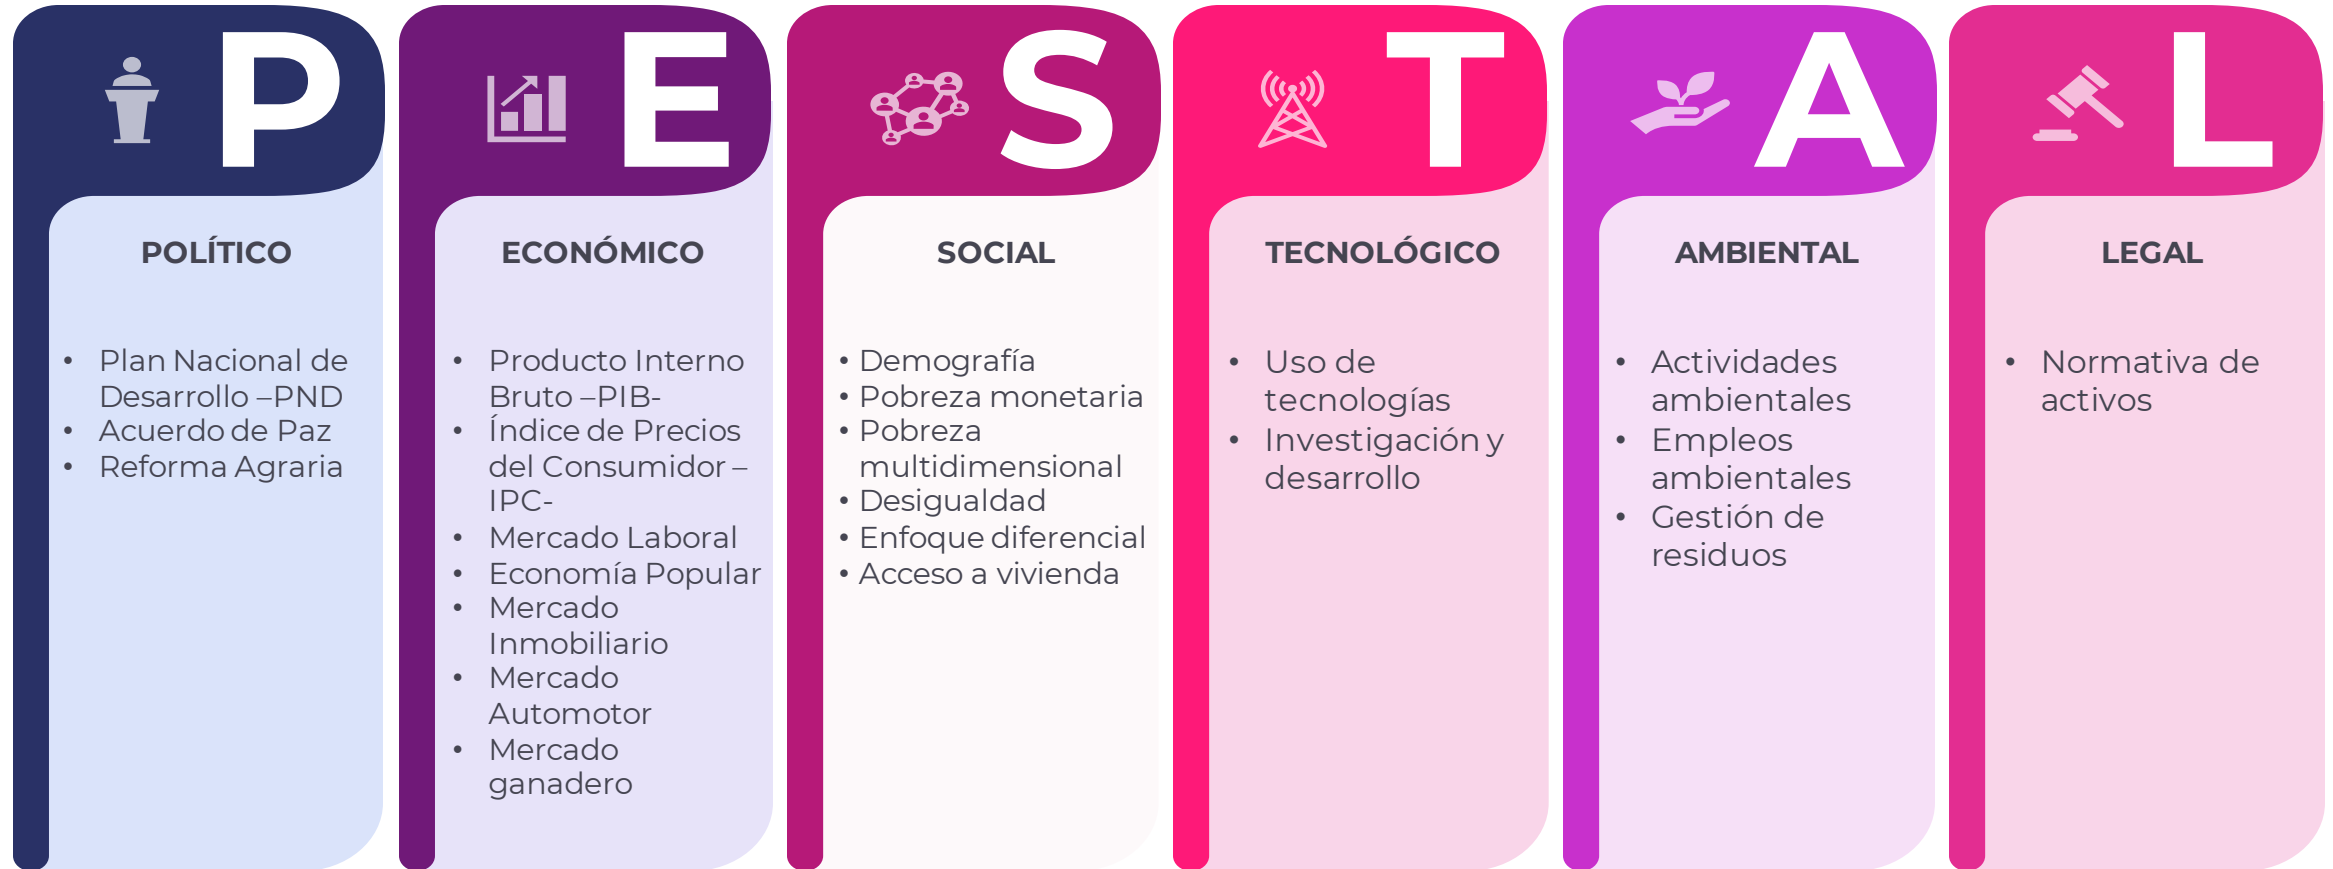 P
POLÍTICO
• Plan Nacional de
Desarrollo –PND
• Acuerdo de Paz
• Reforma Agraria
E
ECONÓMICO
• Producto Interno
Bruto –PIB-
• Índice de Precios
del Consumidor –
IPC-
• Mercado Laboral
• Economía Popular
• Mercado
Inmobiliario
• Mercado
Automotor
• Mercado
ganadero
S
SOCIAL
• Demografía
• Pobreza monetaria
• Pobreza
multidimensional
• Desigualdad
• Enfoque diferencial
• Acceso a vivienda
T
TECNOLÓGICO
• Uso de
tecnologías
• Investigación y
desarrollo
A
AMBIENTAL
• Actividades
ambientales
• Empleos
ambientales
• Gestión de
residuos
L
LEGAL
• Normativa de
activos